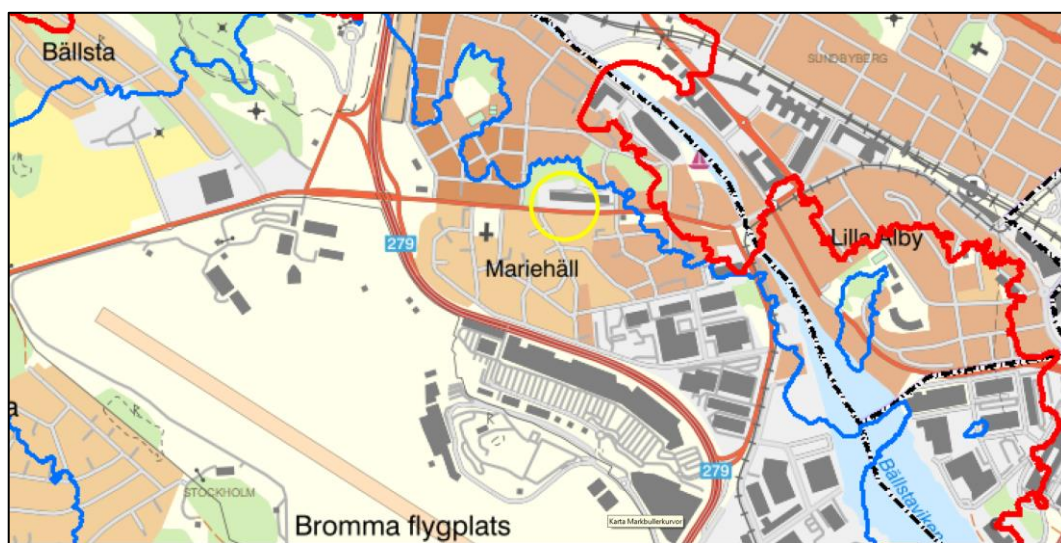 Bällsta
SUNDBYBERG
279
Lilla Alby
Mariehäll
a
279
STOCKHOLM
Bällstaviken
Karta Markbullerkurvor
Bromma flygplats